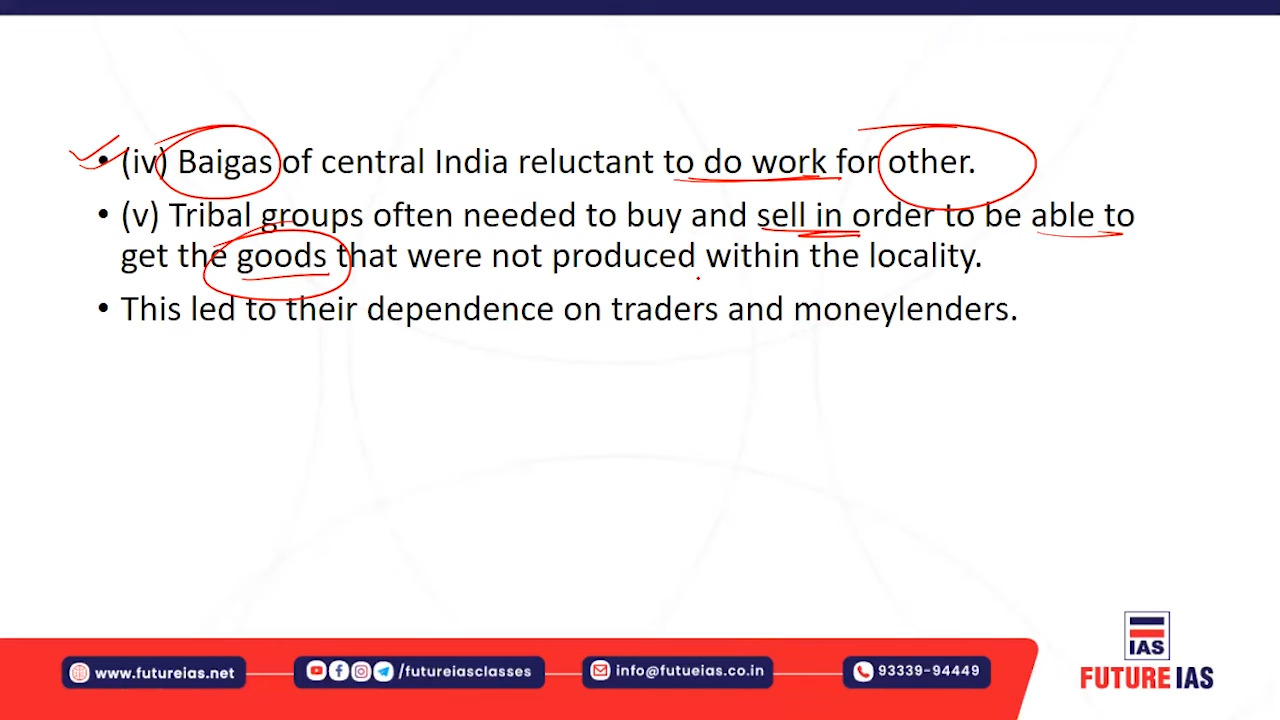 • (iv) Baigas of central India reluctant to do work for other.
• (v) Tribal groups often needed to buy and sell in order to be able to
get the goods that were not produced within the locality.
• This led to their dependence on traders and moneylenders.
www.futureias.net
/futureiasclasses
info@futueias.co.in
93339-94449
IAS
FUTURE IAS